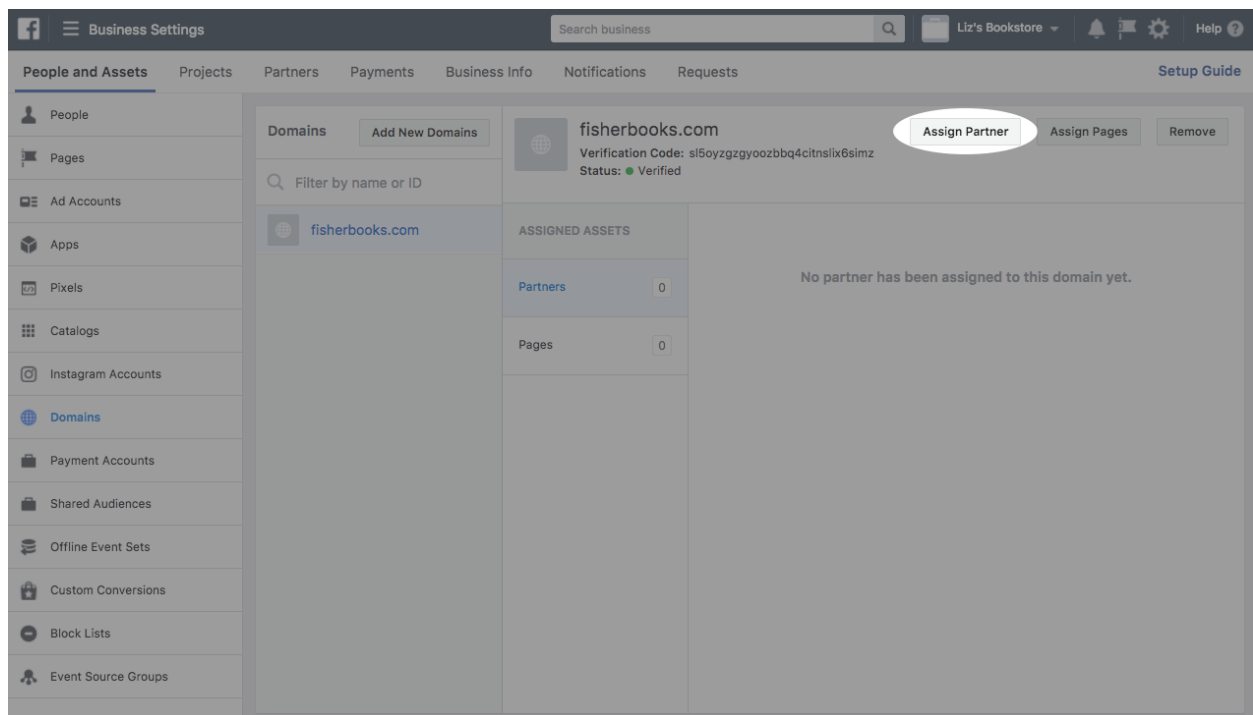 Business Settings
Search business
Liz's Bookstore
Help
People and Assets
Projects
Partners
Payments
Business Info
Notifications
Requests
Setup Guide
People
Pages
Ad Accounts
Apps
Pixels
Catalogs
Instagram Accounts
Domains
Payment Accounts
Shared Audiences
Offline Event Sets
Custom Conversions
Block Lists
Event Source Groups
Domains
Add New Domains
Filter by name or ID
fisherbooks.com
fisherbooks.com
Verification Code: sl5oyzgzgyoozbbq4citnslix6simz
Status: Verified
Assign Partner
Assign Pages
Remove
ASSIGNED ASSETS
Partners 0
Pages 0
No partner has been assigned to this domain yet.